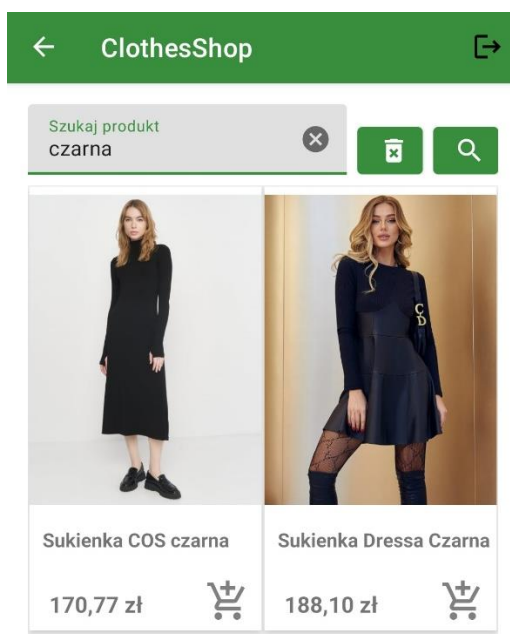 ClothesShop
Szukaj produkt
czarna
C
D
Sukienka COS czarna
Sukienka Dressa Czarna
170,77 zł
188,10 zł